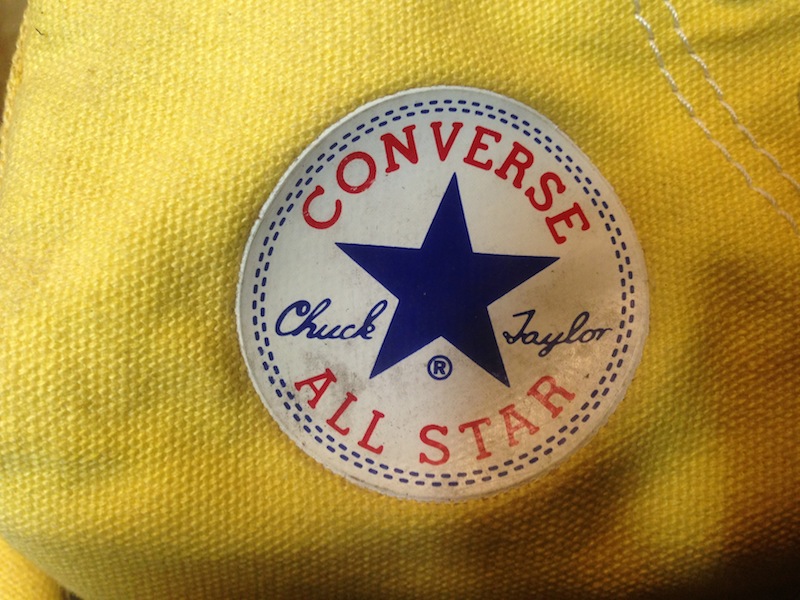 CONVERSE
Chuck Taylor
®
ALL STAR